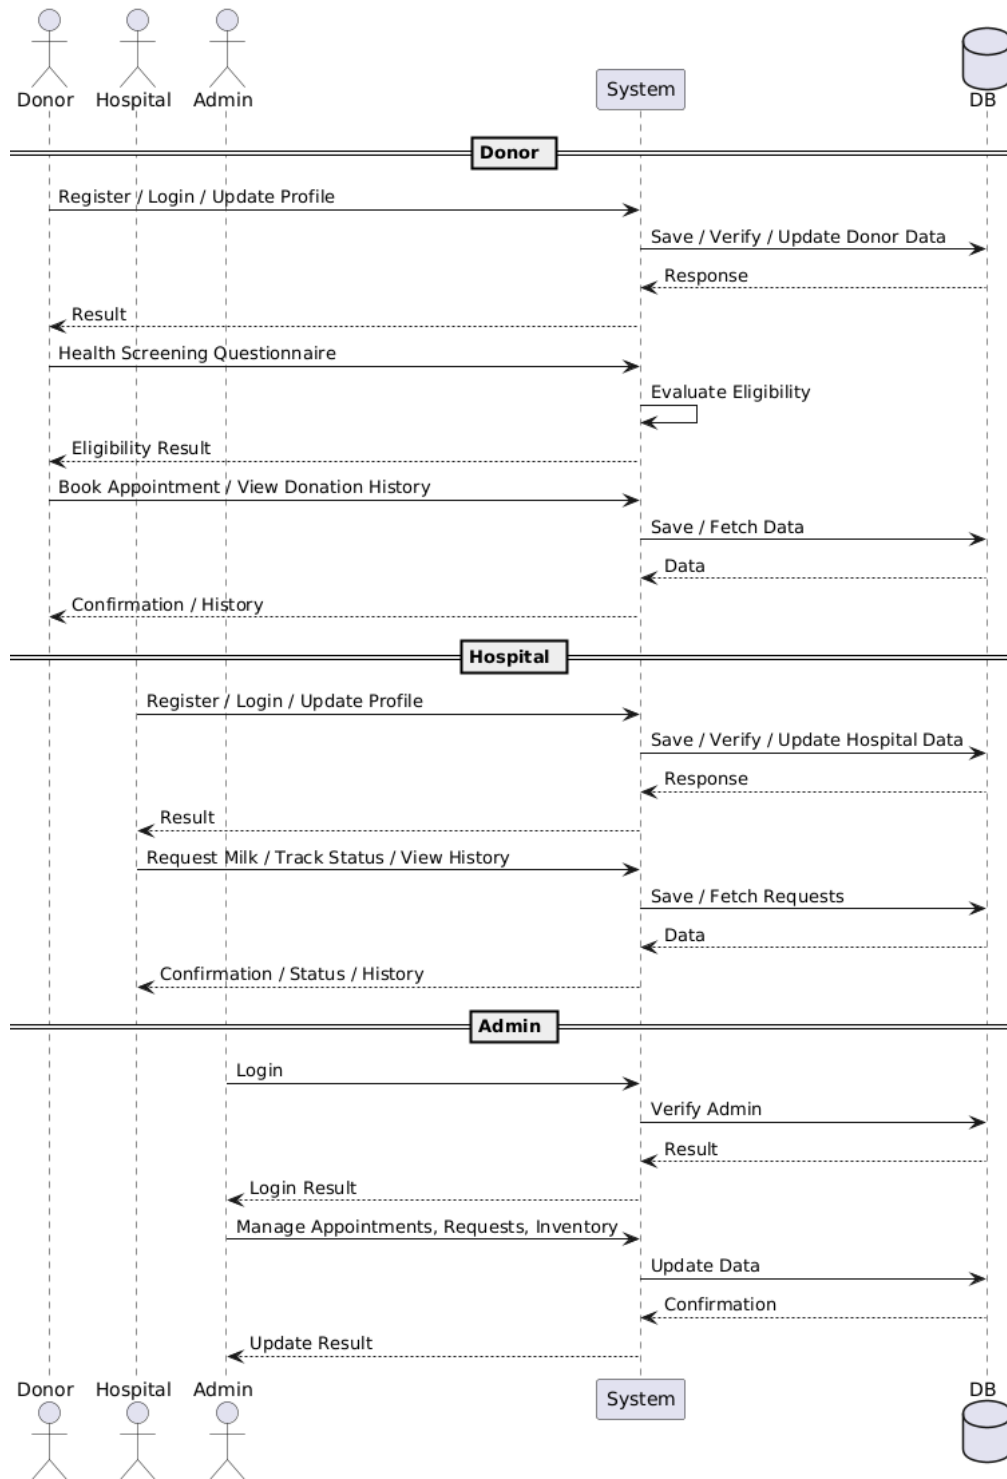 Donor Hospital Admin System DB
Donor
Register / Login / Update Profile
Save / Verify / Update Donor Data
Response
Result
Health Screening Questionnaire
Evaluate Eligibility
Eligibility Result
Book Appointment / View Donation History
Save / Fetch Data
Data
Confirmation / History
Hospital
Register / Login / Update Profile
Save / Verify / Update Hospital Data
Response
Result
Request Milk / Track Status / View History
Save / Fetch Requests
Data
Confirmation / Status / History
Admin
Login
Verify Admin
Result
Login Result
Manage Appointments, Requests, Inventory
Update Data
Confirmation
Update Result
Donor Hospital Admin System DB